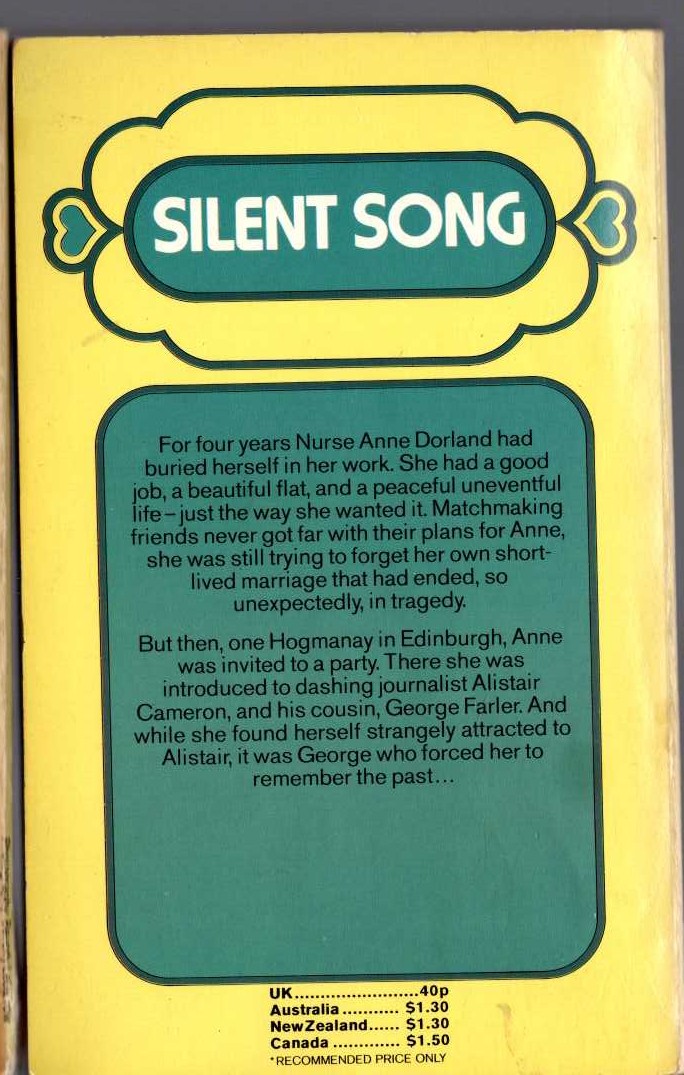 SILENT SONG
For four years Nurse Anne Dorland had
buried herself in her work. She had a good
job, a beautiful flat, and a peaceful uneventful
life – just the way she wanted it. Matchmaking
friends never got far with their plans for Anne,
she was still trying to forget her own short-
lived marriage that had ended, so
unexpectedly, in tragedy.
But then, one Hogmanay in Edinburgh, Anne
was invited to a party. There she was
introduced to dashing journalist Alistair
Cameron, and his cousin, George Farler. And
while she found herself strangely attracted to
Alistair, it was George who forced her to
remember the past...
UK........................40p
Australia ........... $1.30
New Zealand...... $1.30
Canada ............. $1.50
*RECOMMENDED PRICE ONLY